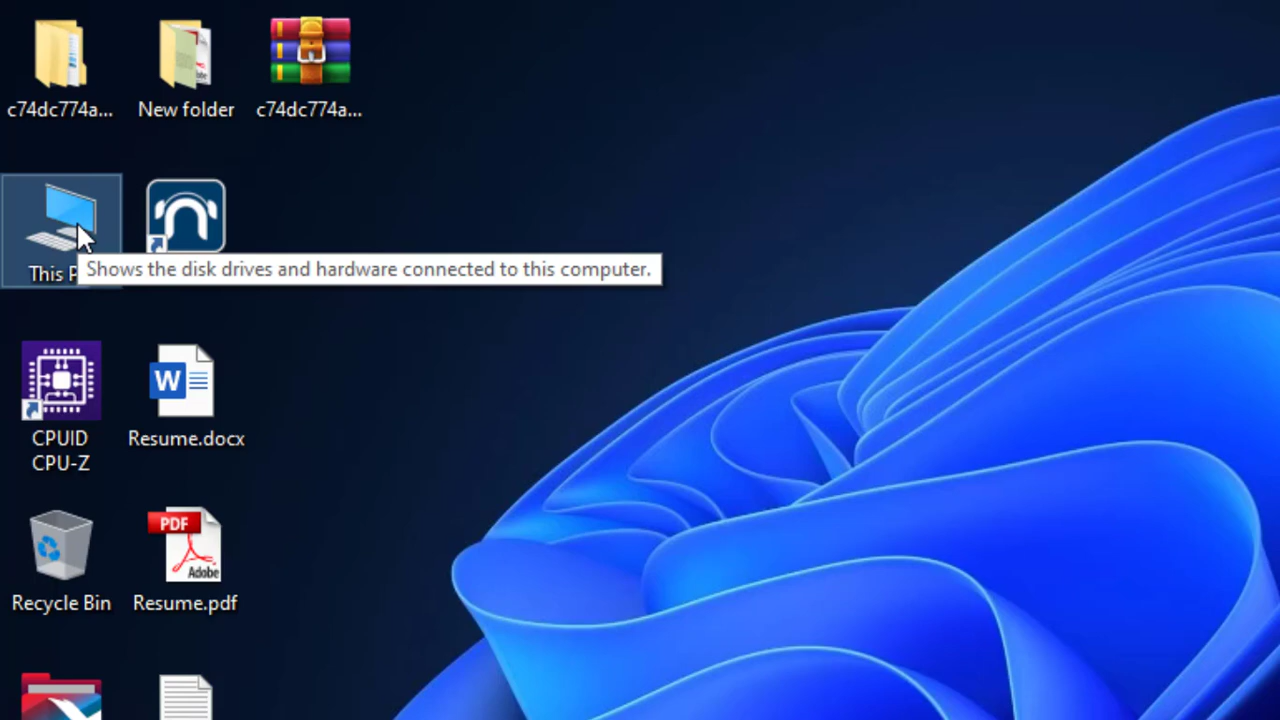 c74dc774a...
New folder
c74dc774a...
This P
Shows the disk drives and hardware connected to this computer.
CPUID
CPU-Z
W
Resume.docx
Recycle Bin
PDF
Adobe
Resume.pdf